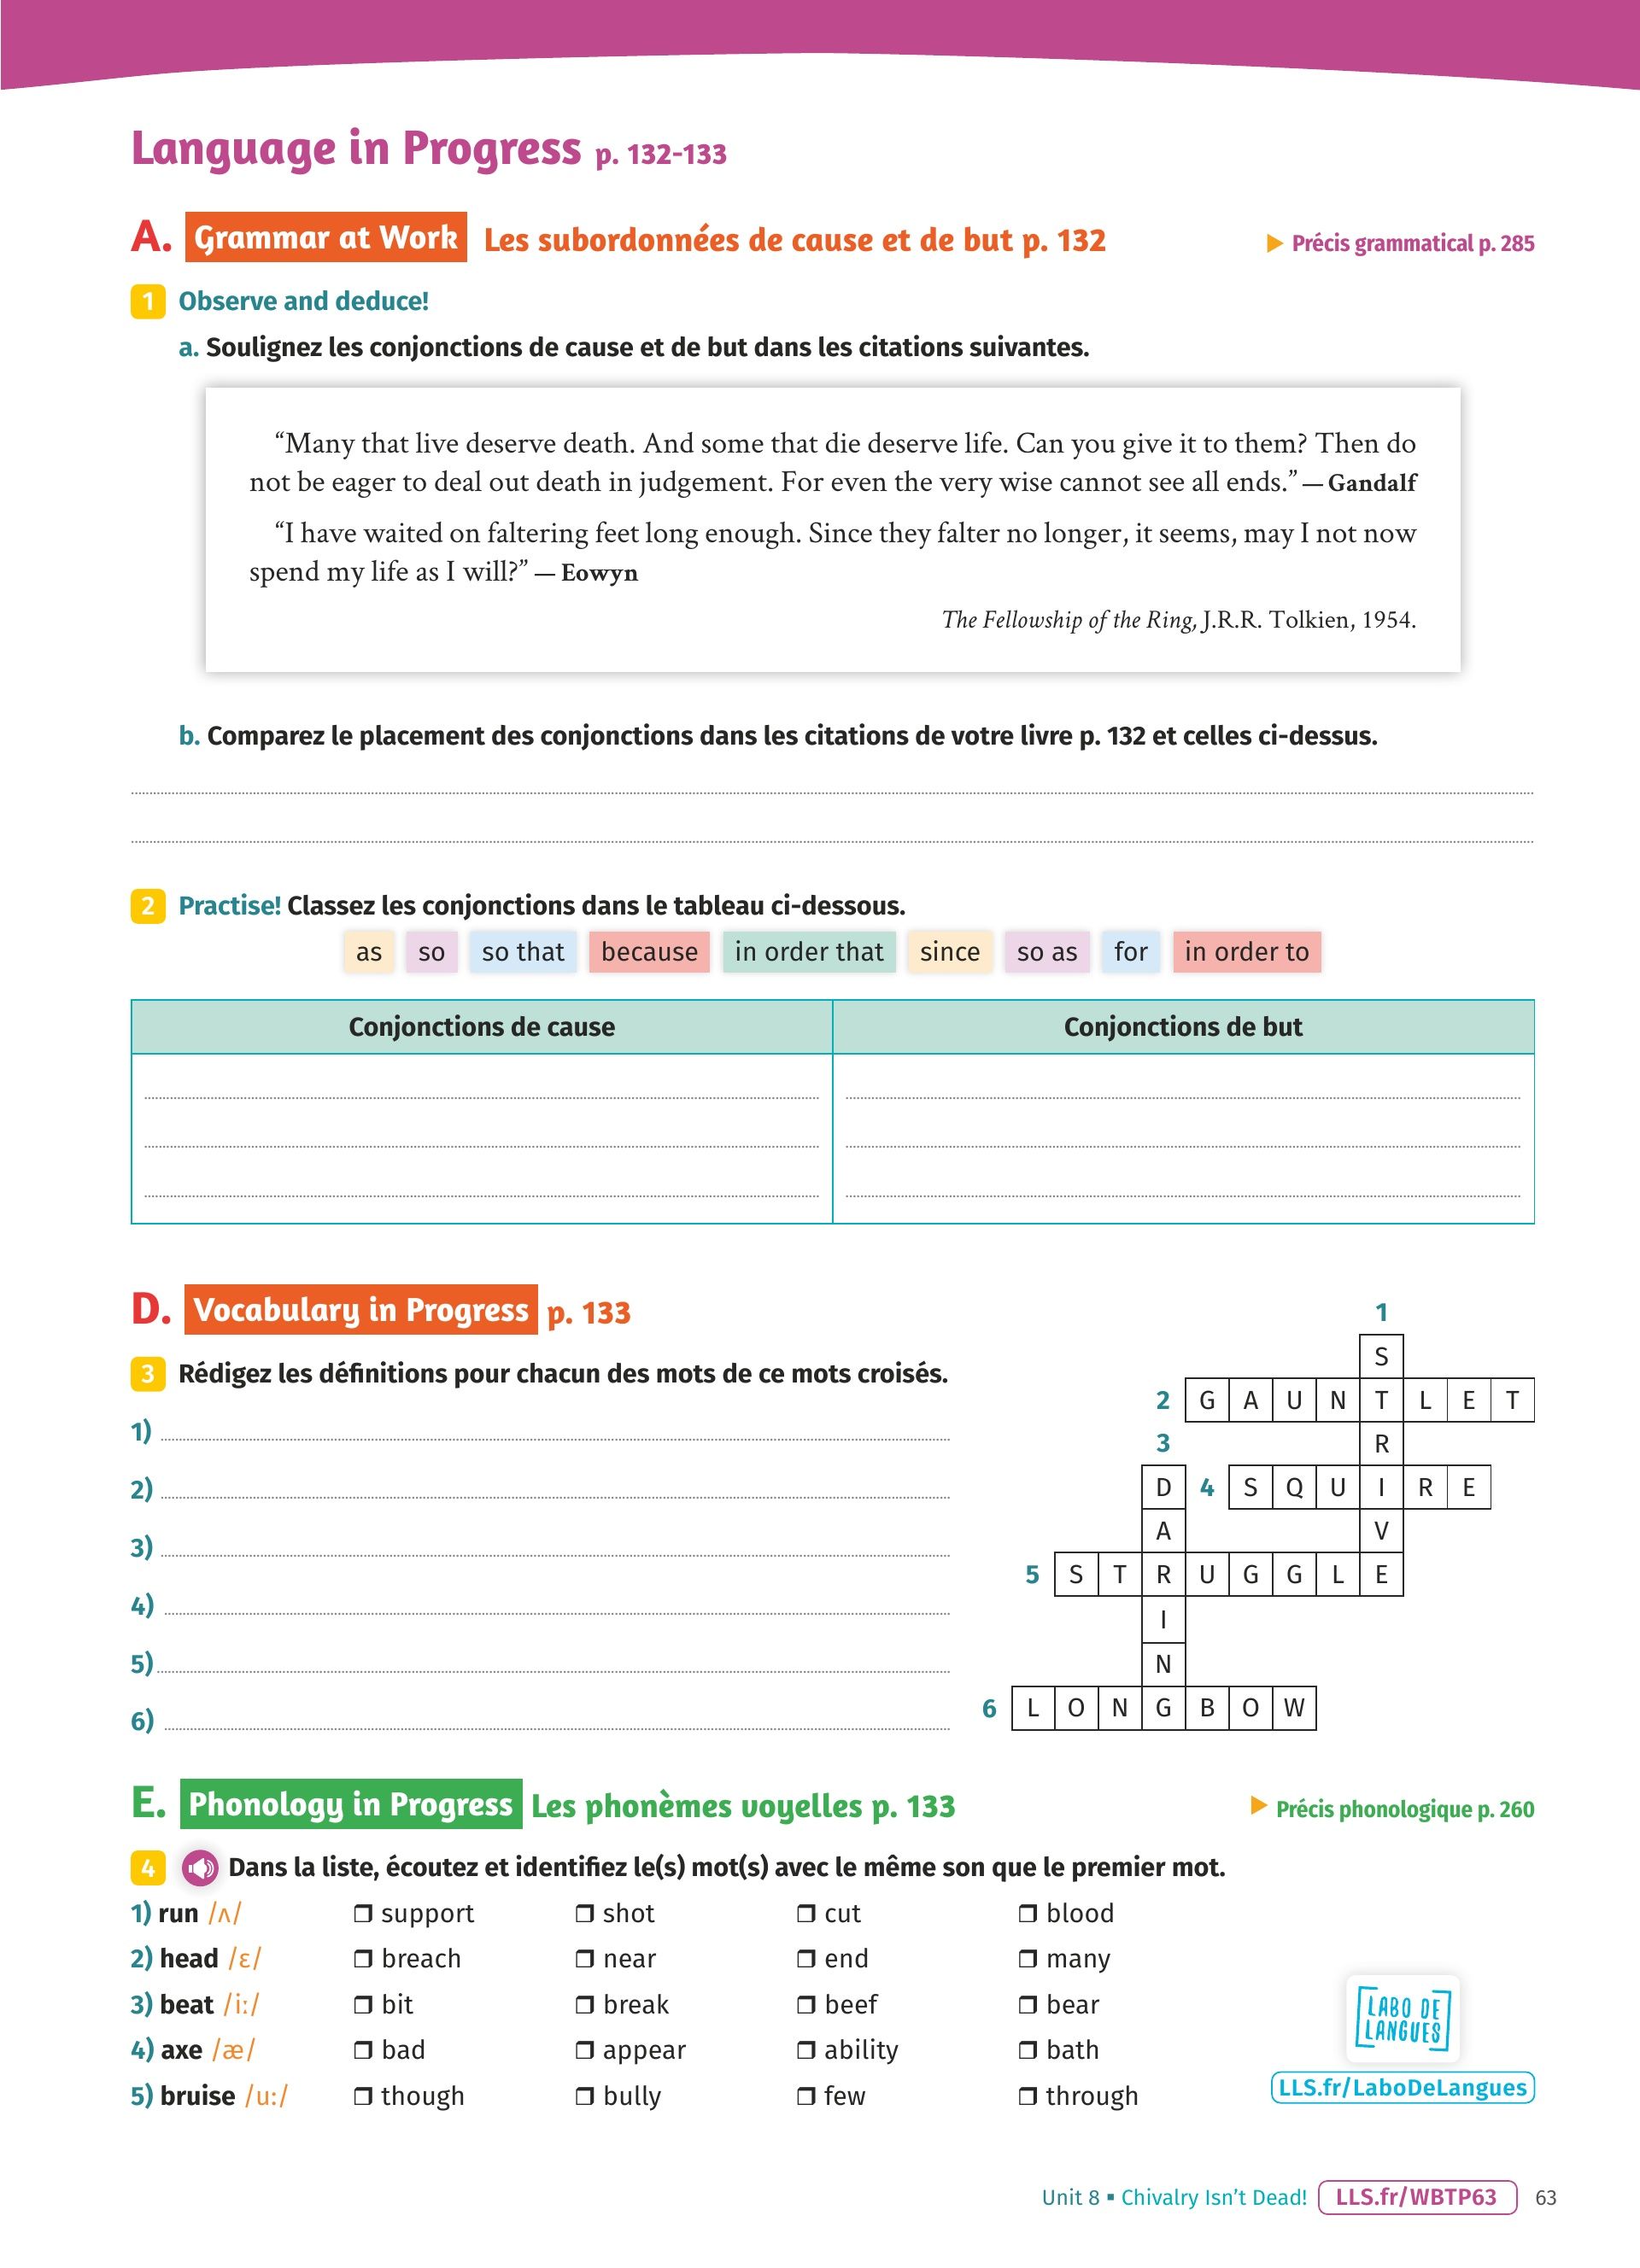 Language in Progress p. 132-133
A. Grammar at Work Les subordonnées de cause et de but p. 132
▶ Précis grammatical p. 285
1 Observe and deduce!
a. Soulignez les conjonctions de cause et de but dans les citations suivantes.
“Many that live deserve death. And some that die deserve life. Can you give it to them? Then do
not be eager to deal out death in judgement. For even the very wise cannot see all ends.” — Gandalf
“I have waited on faltering feet long enough. Since they falter no longer, it seems, may I not now
spend my life as I will?” — Eowyn
The Fellowship of the Ring, J.R.R. Tolkien, 1954.
b. Comparez le placement des conjonctions dans les citations de votre livre p. 132 et celles ci-dessus.
2 Practise! Classez les conjonctions dans le tableau ci-dessous.
as so so that because in order that since so as for in order to
Conjonctions de cause Conjonctions de but
D. Vocabulary in Progress p. 133
3 Rédigez les définitions pour chacun des mots de ce mots croisés.
1)
2)
3)
4)
5)
6)
1
S
2 G A U N T L E T
3 R
D 4 S Q U I R E
A V
5 S T R U G G L E
I
N
6 L O N G B O W
E. Phonology in Progress Les phonèmes voyelles p. 133
▶ Précis phonologique p. 260
4 Dans la liste, écoutez et identifiez le(s) mot(s) avec le même son que le premier mot.
1) run /ʌ/ ❒ support ❒ shot ❒ cut ❒ blood
2) head /ɛ/ ❒ breach ❒ near ❒ end ❒ many
3) beat /i:/ ❒ bit ❒ break ❒ beef ❒ bear
4) axe /æ/ ❒ bad ❒ appear ❒ ability ❒ bath
5) bruise /u:/ ❒ though ❒ bully ❒ few ❒ through
LABO DE
LANGUES
LLS.fr/LaboDeLangues
Unit 8 ▪ Chivalry Isn’t Dead! LLS.fr/WBTP63 63